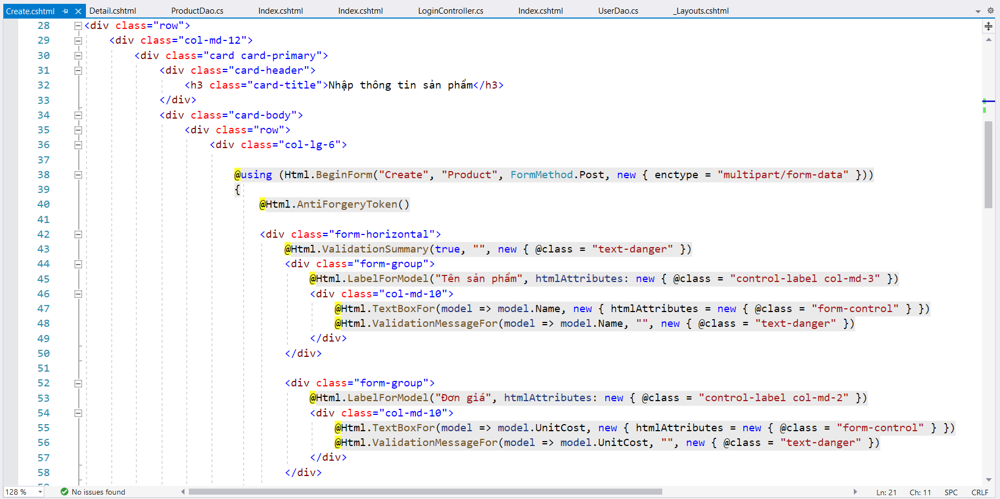 Create.cshtml Detail.cshtml ProductDao.cs Index.cshtml Index.cshtml LoginController.cs Index.cshtml UserDao.cs _Layouts.cshtml
28 <div class="row">
29 <div class="col-md-12">
30 <div class="card card-primary">
31 <div class="card-header">
32 <h3 class="card-title">Nhập thông tin sản phẩm</h3>
33 </div>
34 <div class="card-body">
35 <div class="row">
36 <div class="col-lg-6">
37
38 @using (Html.BeginForm("Create", "Product", FormMethod.Post, new { enctype = "multipart/form-data" }))
39 {
40 @Html.AntiForgeryToken()
41
42 <div class="form-horizontal">
43 @Html.ValidationSummary(true, "", new { @class = "text-danger" })
44 <div class="form-group">
45 @Html.LabelForModel("Tên sản phẩm", htmlAttributes: new { @class = "control-label col-md-3" })
46 <div class="col-md-10">
47 @Html.TextBoxFor(model => model.Name, new { htmlAttributes = new { @class = "form-control" } })
48 @Html.ValidationMessageFor(model => model.Name, "", new { @class = "text-danger" })
49 </div>
50 </div>
51
52 <div class="form-group">
53 @Html.LabelForModel("Đơn giá", htmlAttributes: new { @class = "control-label col-md-2" })
54 <div class="col-md-10">
55 @Html.TextBoxFor(model => model.UnitCost, new { htmlAttributes = new { @class = "form-control" } })
56 @Html.ValidationMessageFor(model => model.UnitCost, "", new { @class = "text-danger" })
57 </div>
58 </div>
128 % No issues found Ln: 21 Ch: 11 SPC CRLF